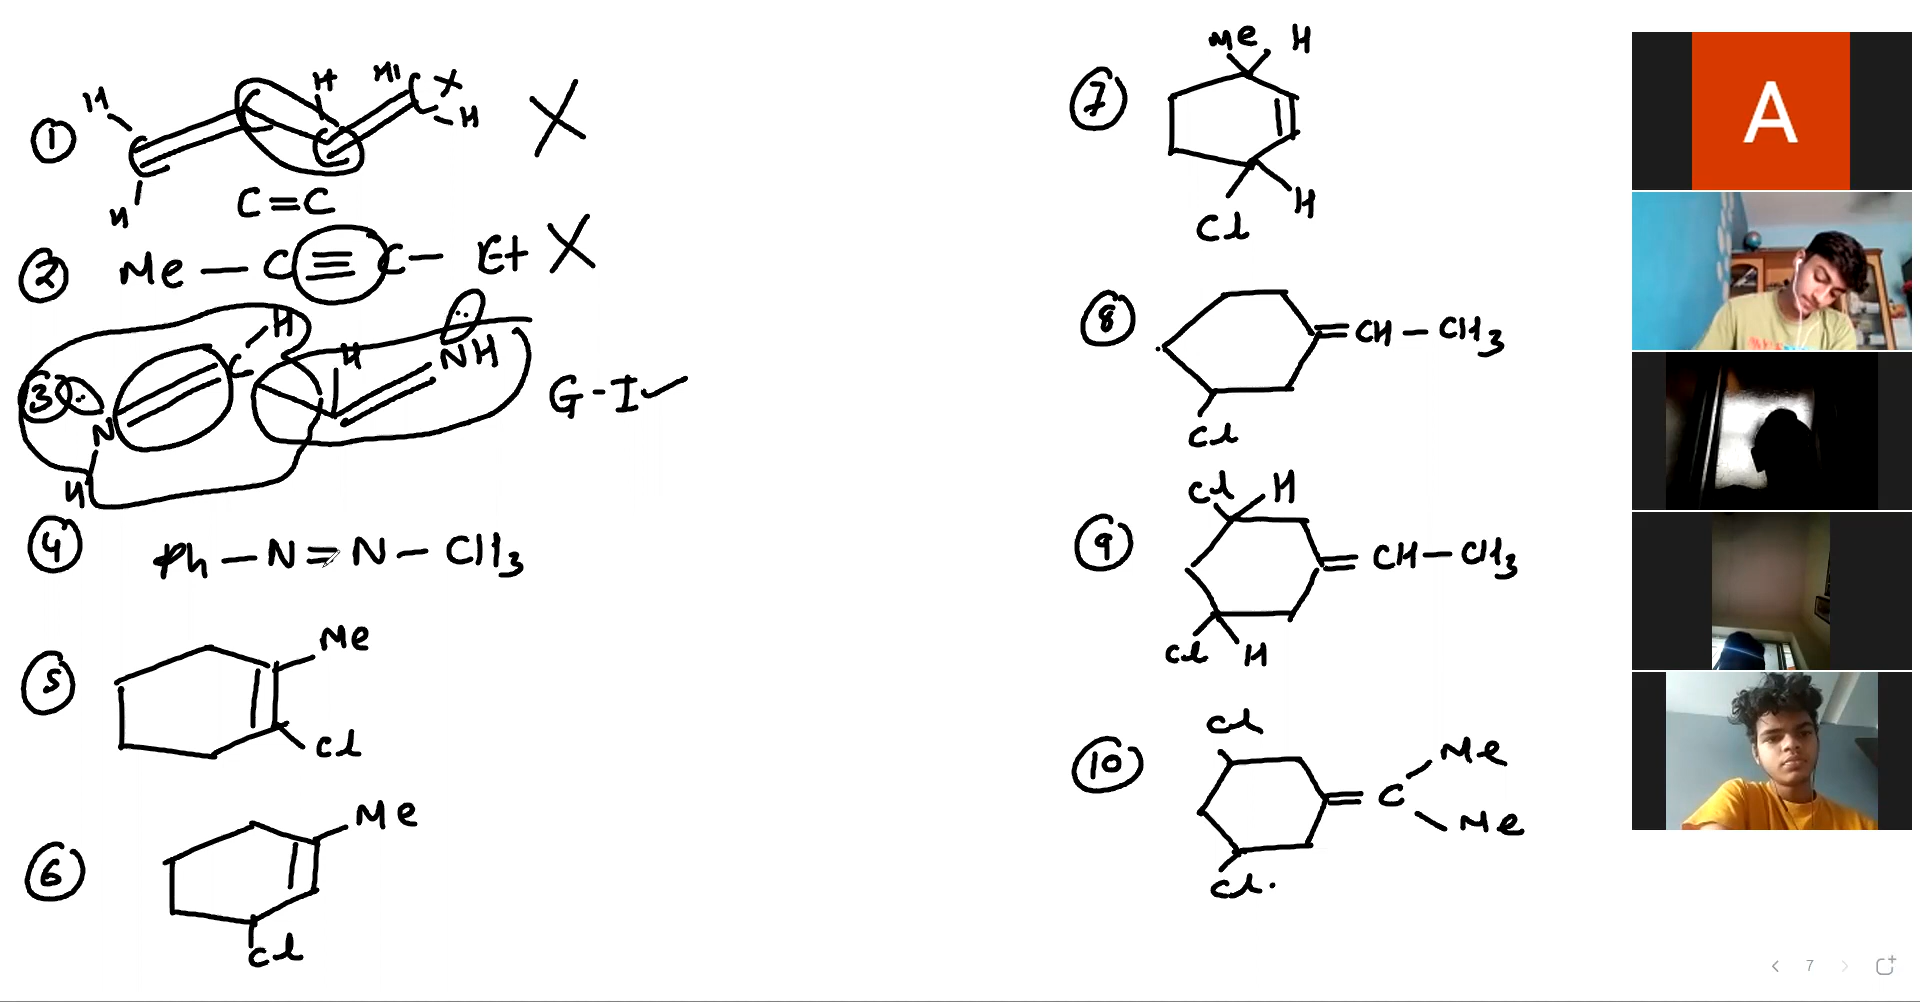 ① H H H H H X
C=C
② Me — C ≡ C — Et X
③ N H C H H NH G-I ✓
④ Ph — N = N — CH3
⑤ Me
Cl
⑥ Me
Cl
⑦ Me H
Cl H
⑧ = CH — CH3
Cl
⑨ Cl H
= CH — CH3
Cl H
⑩ Cl
Me
= C
Me
Cl.
A
< 7 >